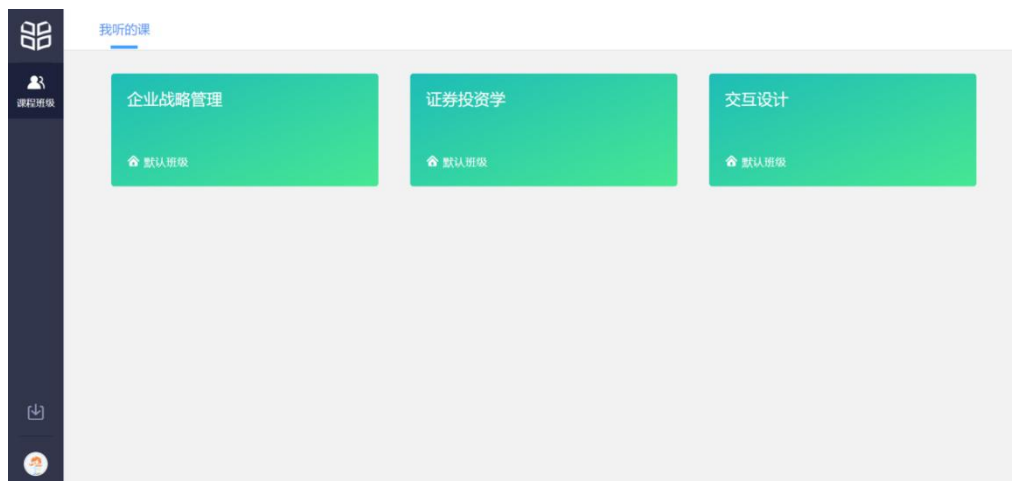 我听的课
课程班级
企业战略管理
默认班级
证券投资学
默认班级
交互设计
默认班级